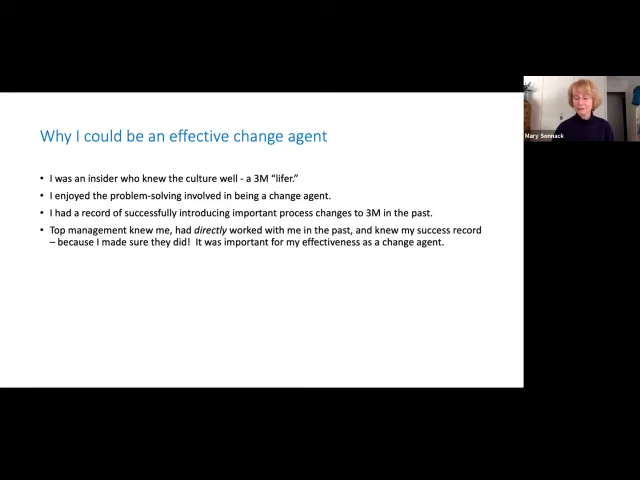 Mary Sonnack
Why I could be an effective change agent
• I was an insider who knew the culture well - a 3M “lifer.”
• I enjoyed the problem-solving involved in being a change agent.
• I had a record of successfully introducing important process changes to 3M in the past.
• Top management knew me, had directly worked with me in the past, and knew my success record
– because I made sure they did!  It was important for my effectiveness as a change agent.